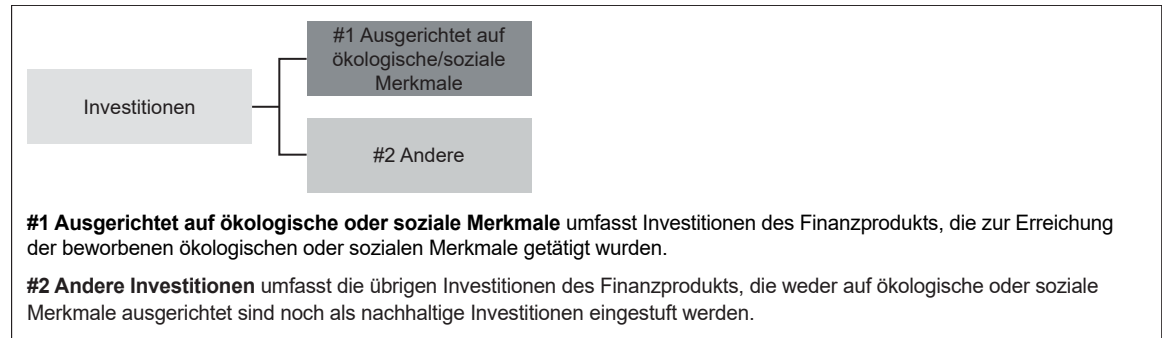 #1 Ausgerichtet auf
ökologische/soziale
Merkmale
Investitionen
#2 Andere
#1 Ausgerichtet auf ökologische oder soziale Merkmale umfasst Investitionen des Finanzprodukts, die zur Erreichung
der beworbenen ökologischen oder sozialen Merkmale getätigt wurden.
#2 Andere Investitionen umfasst die übrigen Investitionen des Finanzprodukts, die weder auf ökologische oder soziale
Merkmale ausgerichtet sind noch als nachhaltige Investitionen eingestuft werden.